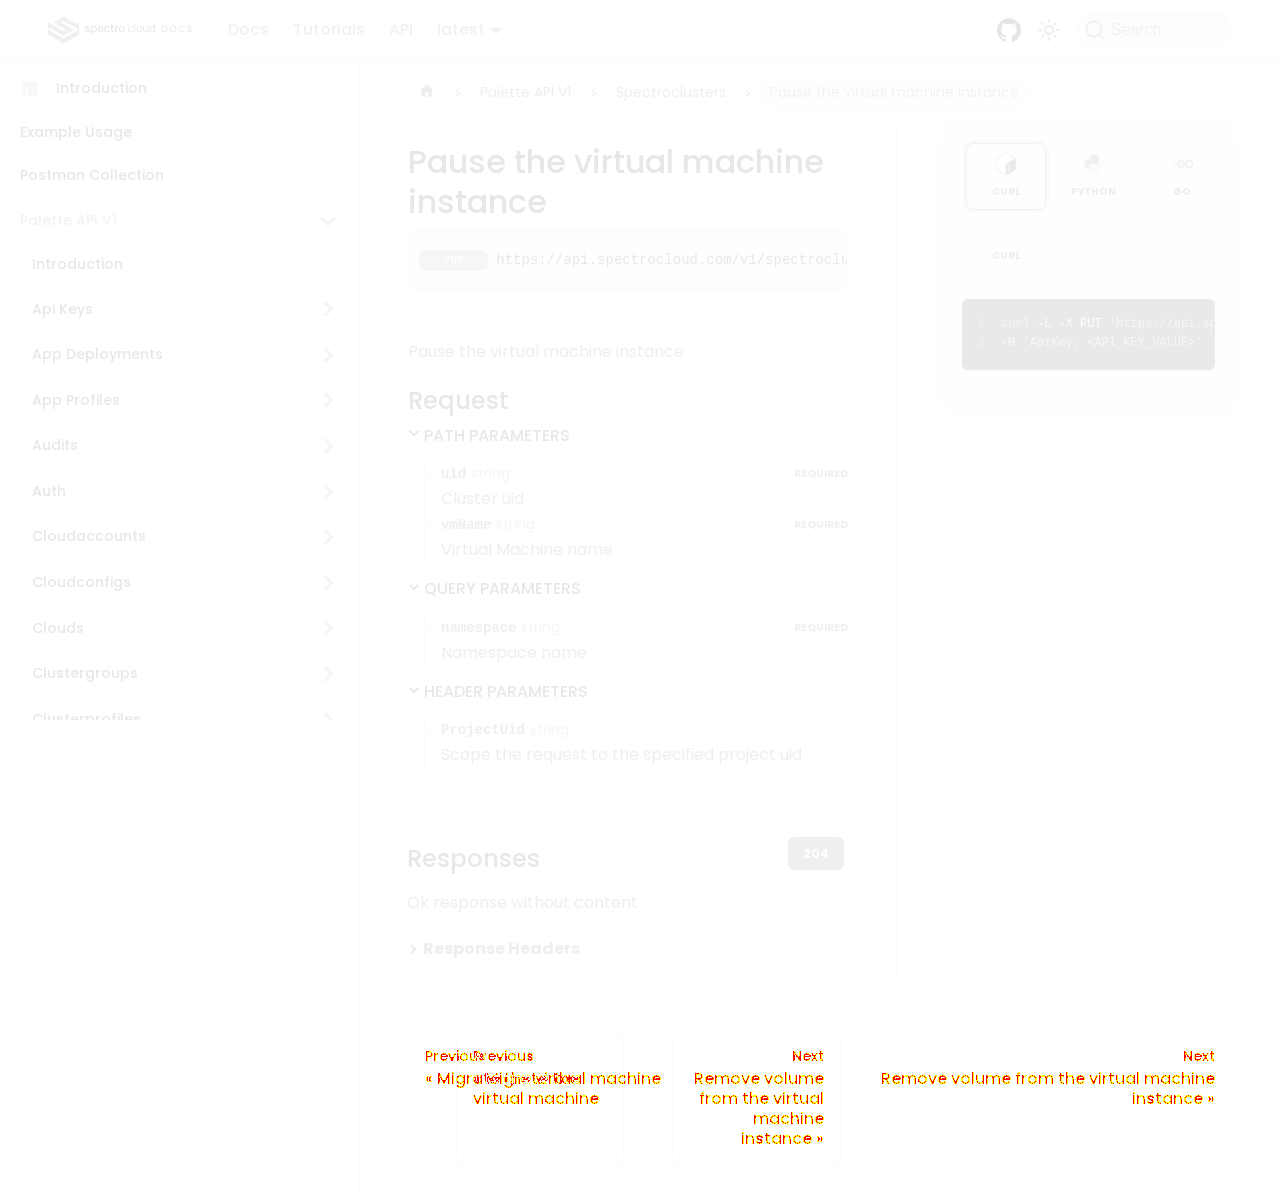 spectro cloud DOCS
Docs Tutorials API latest
Search
Introduction
Example Usage
Postman Collection
Palette API V1
Introduction
Api Keys
App Deployments
App Profiles
Audits
Auth
Cloudaccounts
Cloudconfigs
Clouds
Clustergroups
Clusterprofiles
Palette API V1 > Spectroclusters > Pause the virtual machine instance
Pause the virtual machine
instance
PUT https://api.spectrocloud.com/v1/spectroclu
Pause the virtual machine instance
Request
PATH PARAMETERS
uid string REQUIRED
Cluster uid
vmName string REQUIRED
Virtual Machine name
QUERY PARAMETERS
namespace string REQUIRED
Namespace name
HEADER PARAMETERS
ProjectUid string
Scope the request to the specified project uid
Responses
204
Ok response without content
Response Headers
CURL PYTHON GO
CURL
1 curl -L -X PUT 'https://api.sp
2 -H 'ApiKey: <API_KEY_VALUE>'
Previous
Previous
« Migrate virtual machine
virtual machine
Next
Remove volume
from the virtual
machine
instance »
Next
Remove volume from the virtual machine
instance »